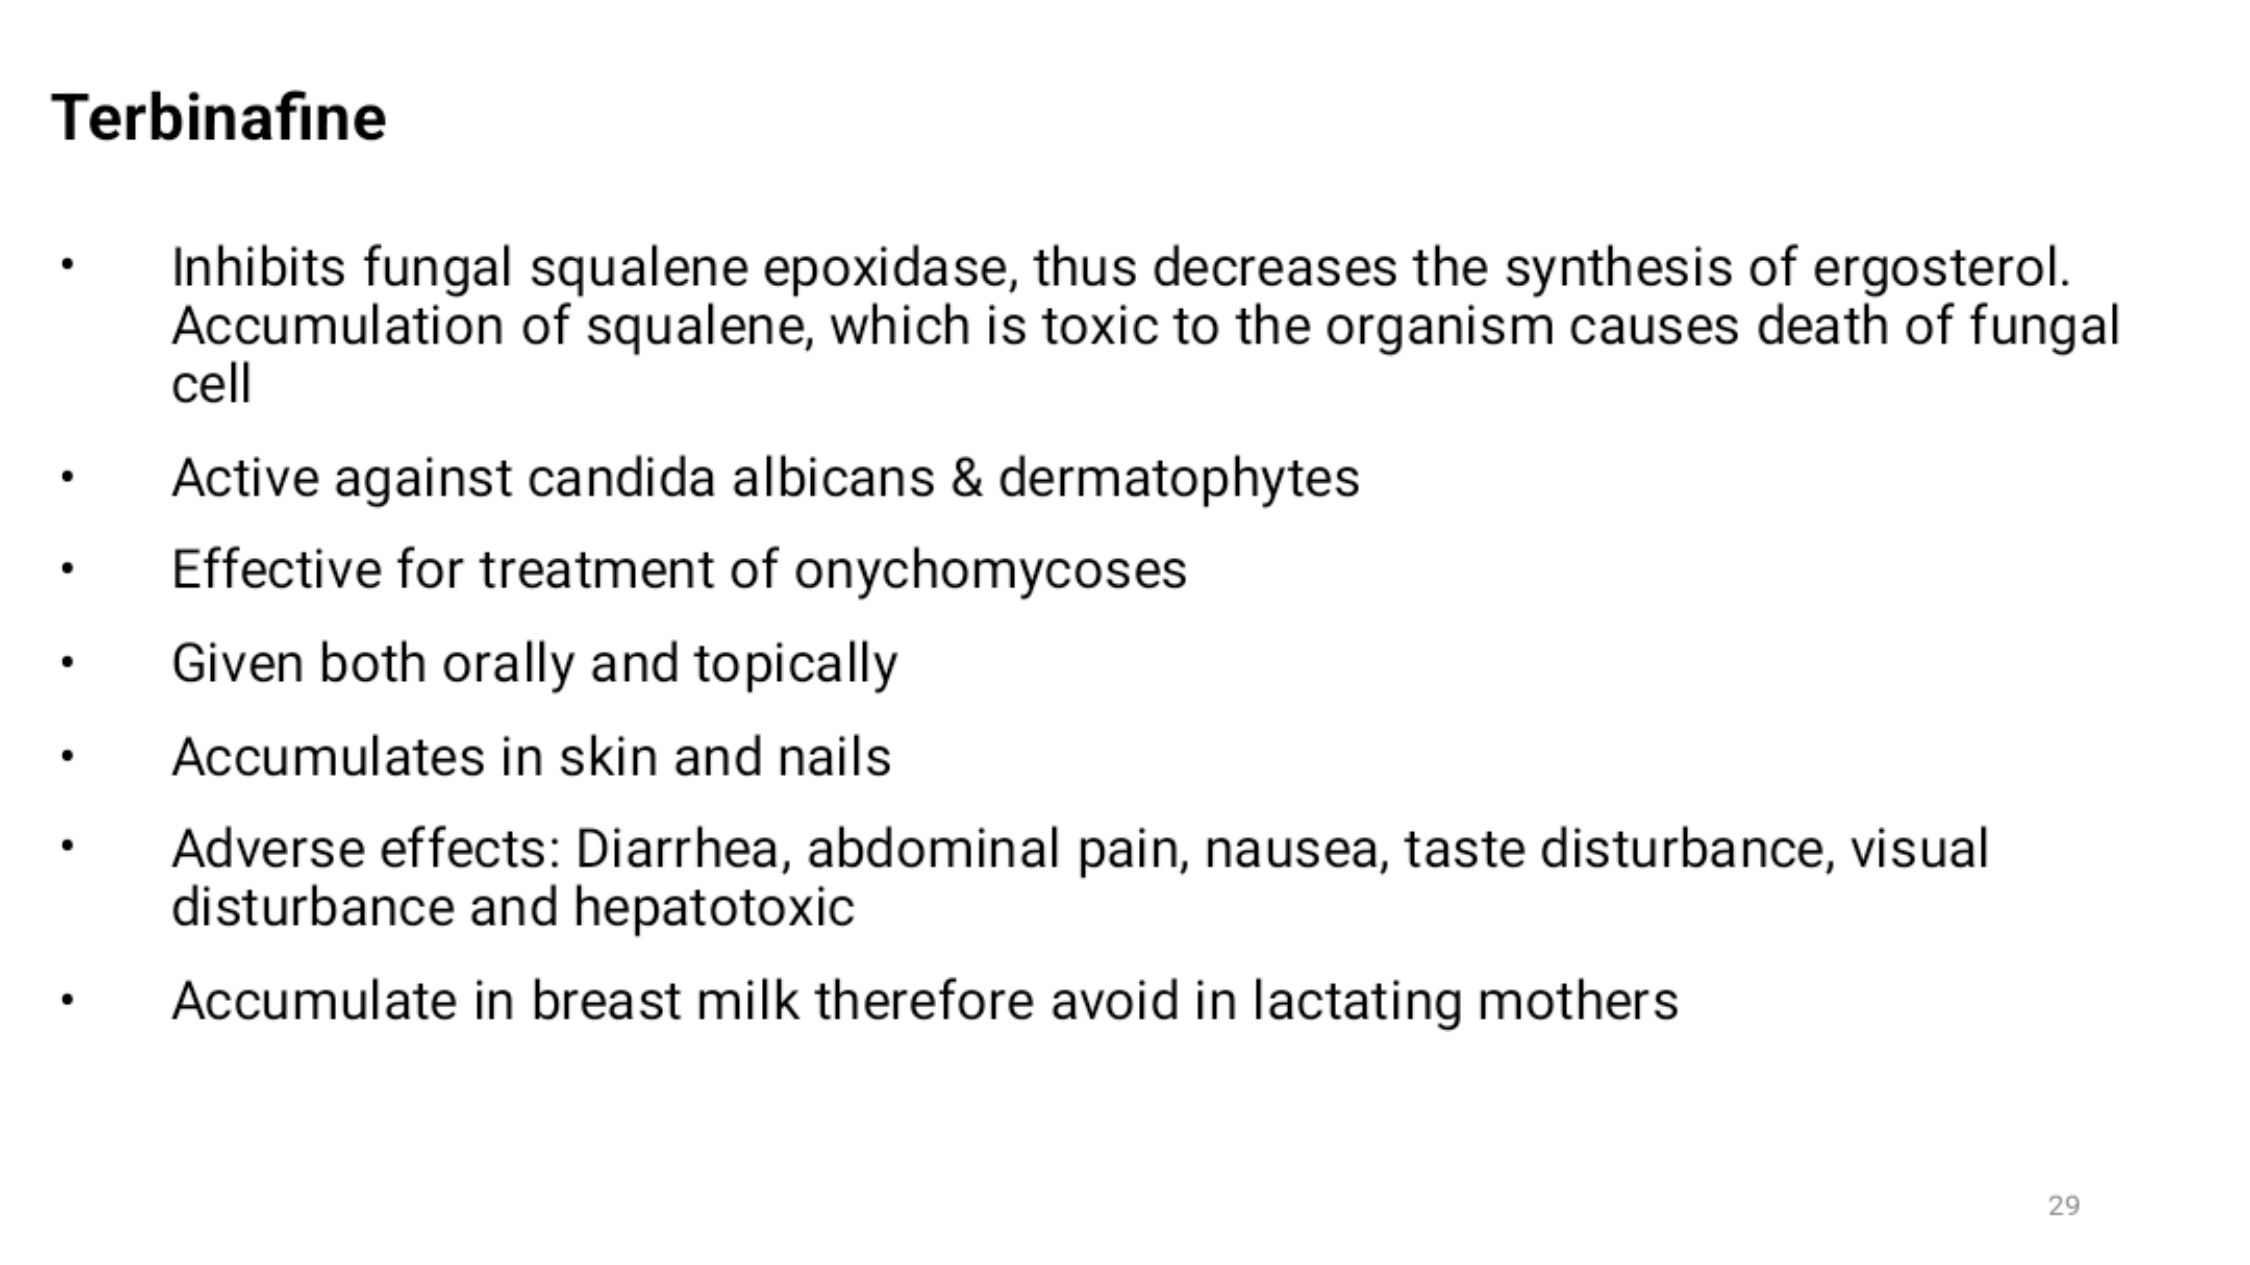 Terbinafine
• Inhibits fungal squalene epoxidase, thus decreases the synthesis of ergosterol.
Accumulation of squalene, which is toxic to the organism causes death of fungal
cell
• Active against candida albicans & dermatophytes
• Effective for treatment of onychomycoses
• Given both orally and topically
• Accumulates in skin and nails
• Adverse effects: Diarrhea, abdominal pain, nausea, taste disturbance, visual
disturbance and hepatotoxic
• Accumulate in breast milk therefore avoid in lactating mothers
29